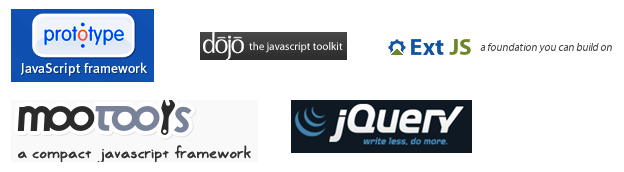 prototype
JavaScript framework
dōjō the javascript toolkit
Ext JS a foundation you can build on
mootools
a compact javascript framework
jQuery
write less, do more.